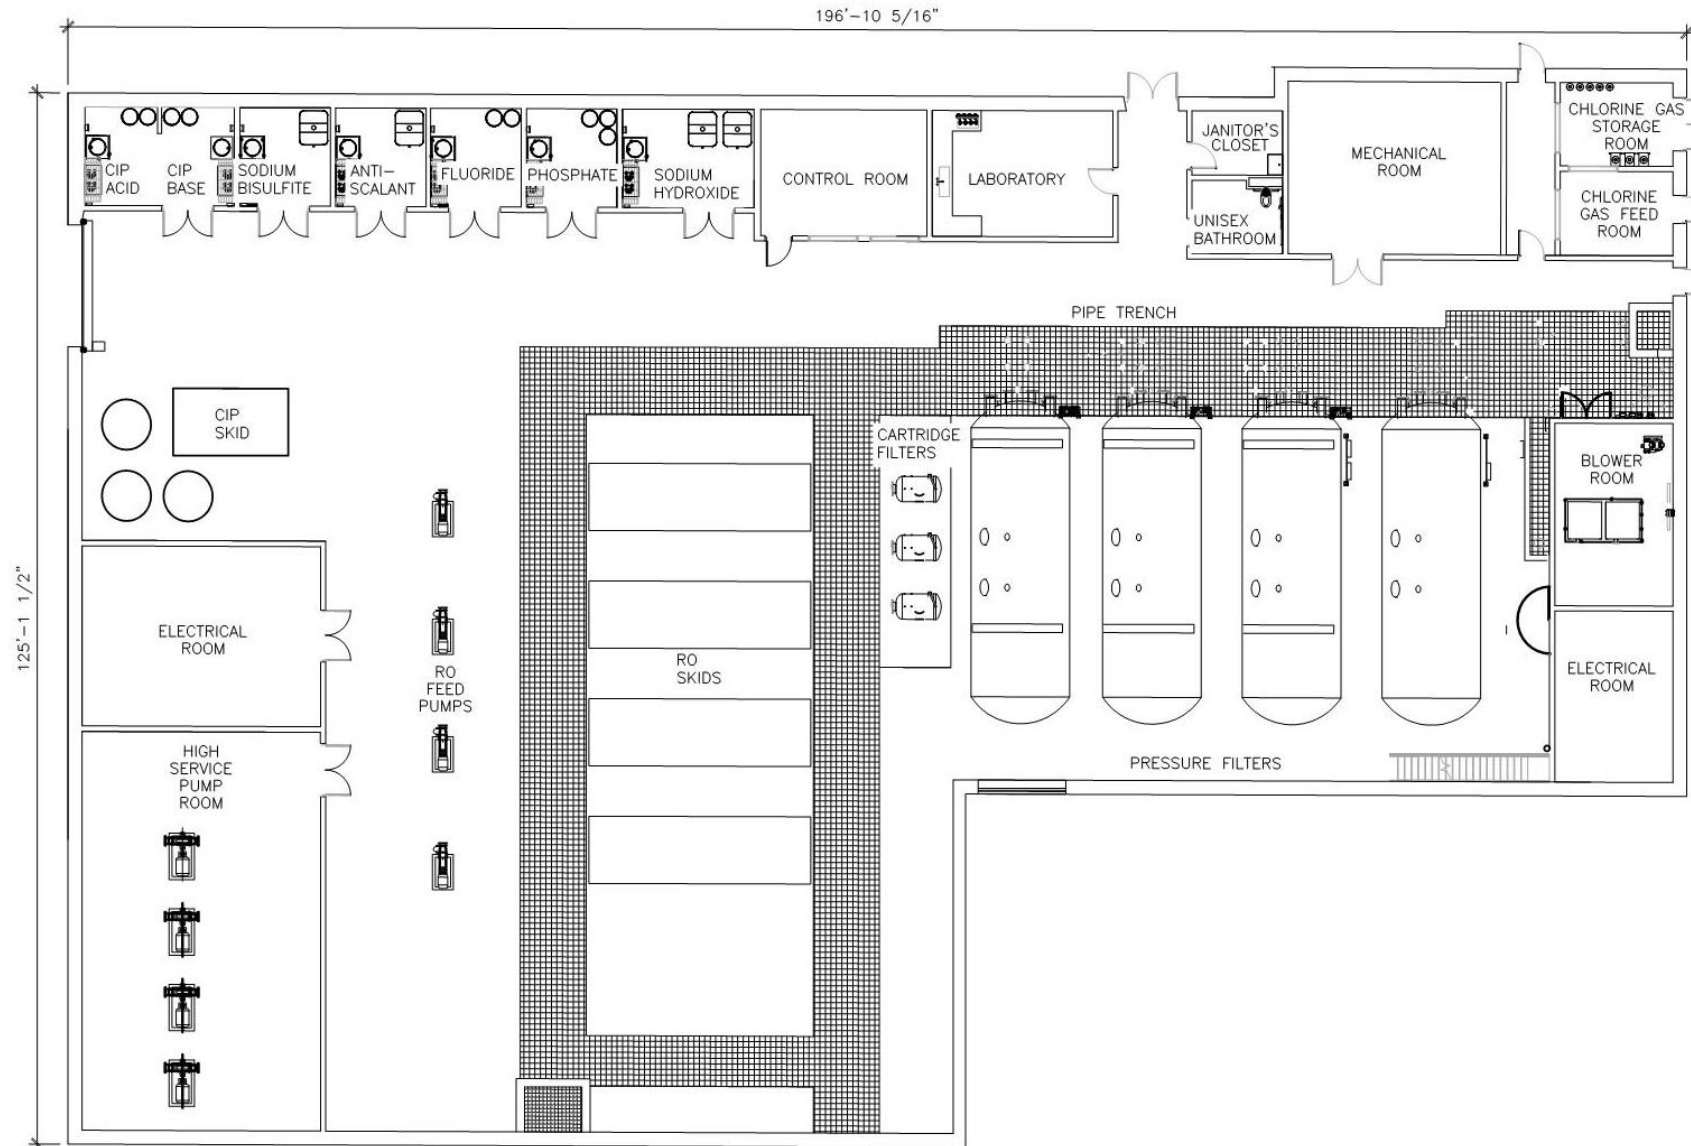 196'-10 5/16"
125'-1 1/2"
CIP
ACID
CIP
BASE
SODIUM
BISULFITE
ANTI-
SCALANT
FLUORIDE
PHOSPHATE
SODIUM
HYDROXIDE
CONTROL ROOM
LABORATORY
JANITOR'S
CLOSET
UNISEX
BATHROOM
MECHANICAL
ROOM
CHLORINE GAS
STORAGE
ROOM
CHLORINE
GAS FEED
ROOM
PIPE TRENCH
CIP
SKID
CARTRIDGE
FILTERS
BLOWER
ROOM
ELECTRICAL
ROOM
RO
FEED
PUMPS
RO
SKIDS
ELECTRICAL
ROOM
HIGH
SERVICE
PUMP
ROOM
PRESSURE FILTERS